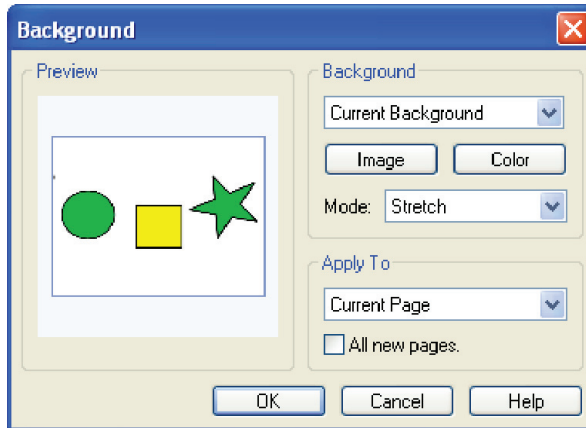 Background
Preview
Background
Current Background
Image
Color
Mode: Stretch
Apply To
Current Page
All new pages.
OK
Cancel
Help